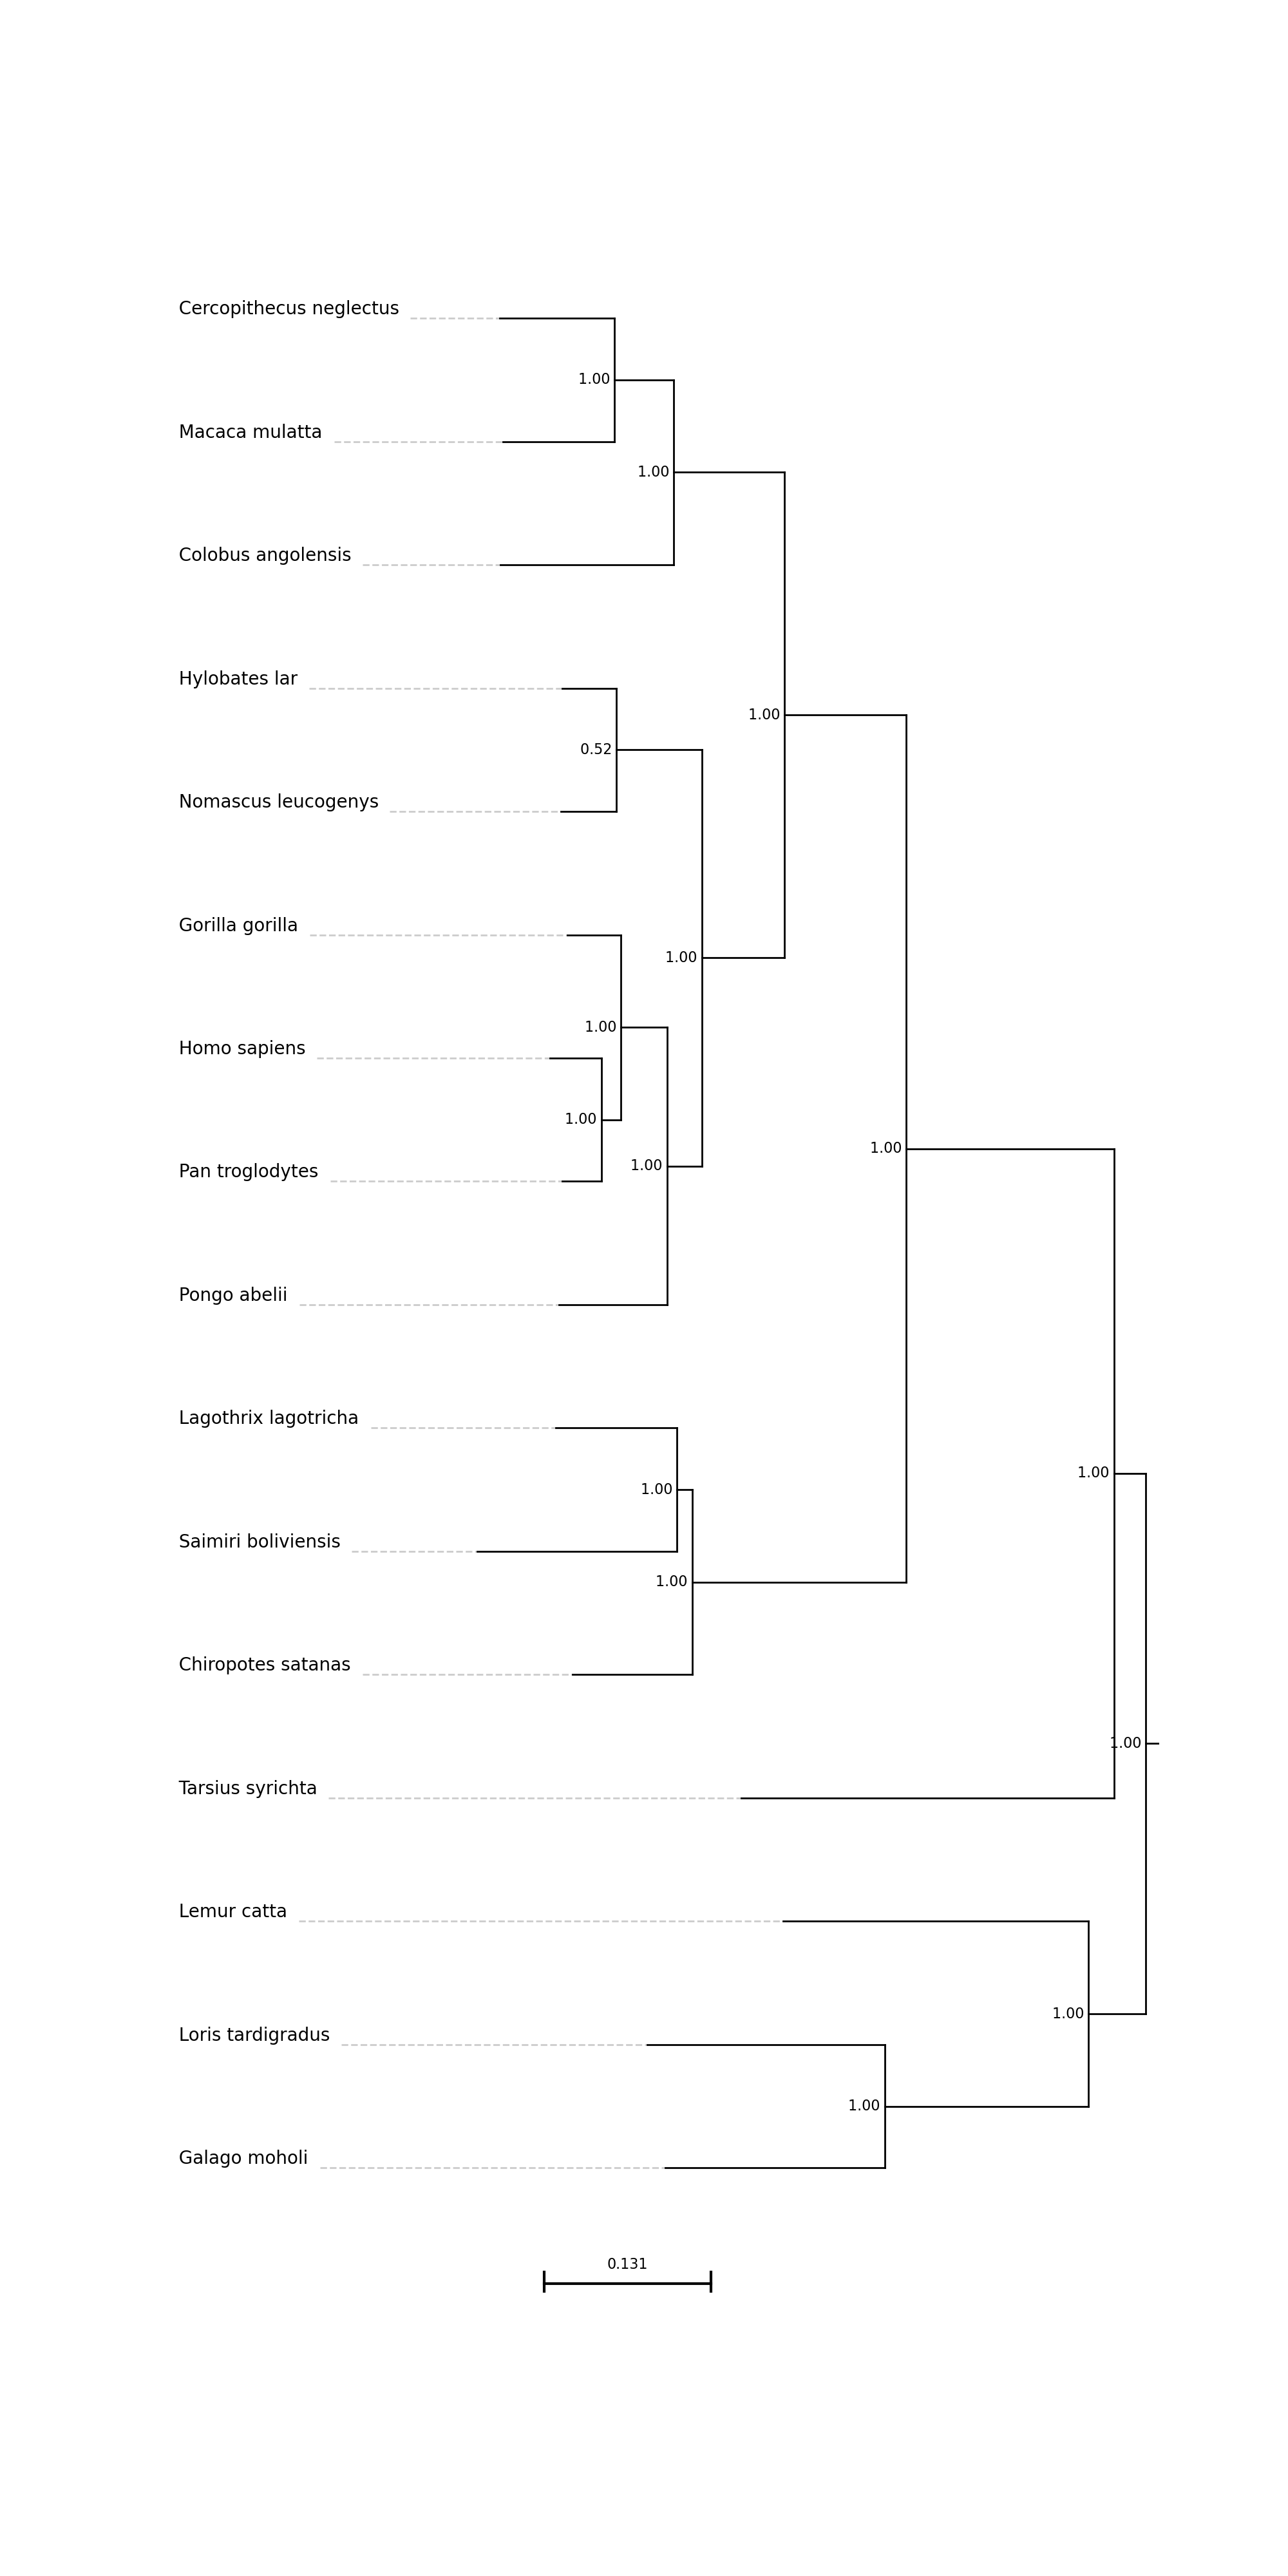 Cercopithecus neglectus
1.00
Macaca mulatta
1.00
Colobus angolensis
Hylobates lar
1.00
0.52
Nomascus leucogenys
Gorilla gorilla
1.00
1.00
Homo sapiens
1.00
1.00
1.00
Pan troglodytes
Pongo abelii
Lagothrix lagotricha
1.00
1.00
Saimiri boliviensis
1.00
Chiropotes satanas
1.00
Tarsius syrichta
Lemur catta
1.00
Loris tardigradus
1.00
Galago moholi
0.131